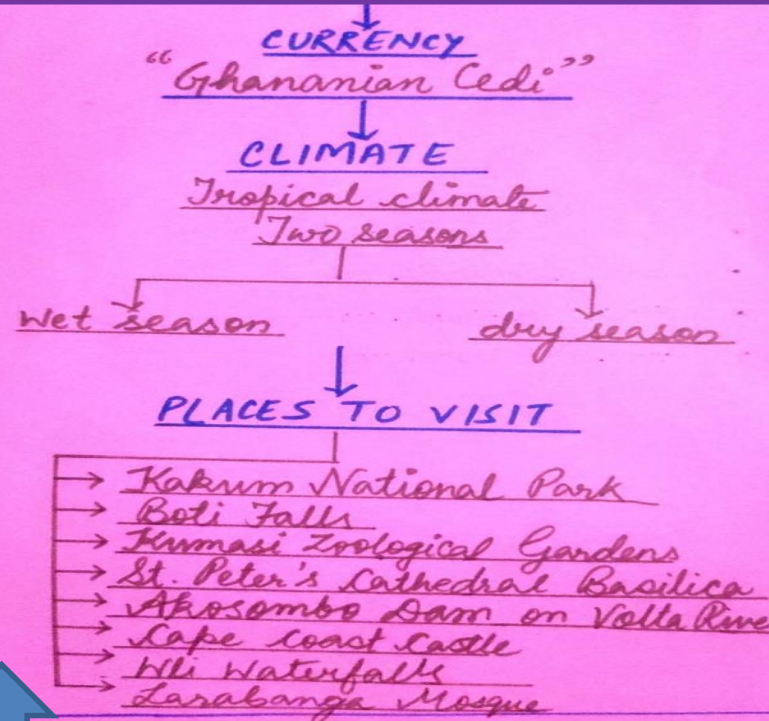 CURRENCY
"Ghananian Cedi"
CLIMATE
Tropical climate
Two seasons
Wet season dry season
PLACES TO VISIT
Kakum National Park
Boti Falls
Kumasi Zoological Gardens
St. Peter's Cathedral Basilica
Akosombo Dam on Volta Rive
Cape Coast Castle
Wli Waterfalls
Larabanga Mosque